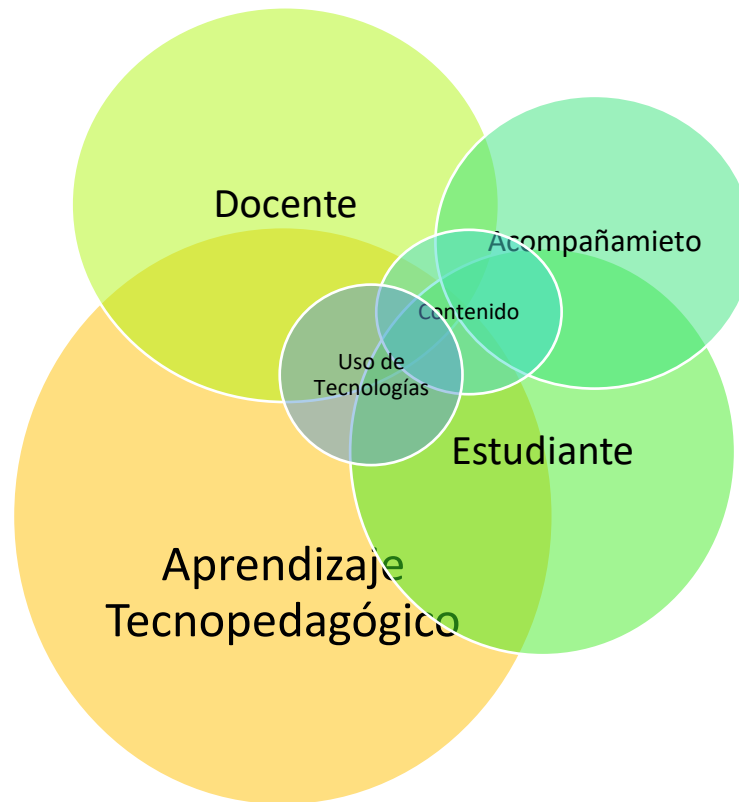 Docente
Acompañamieto
Contenido
Uso de
Tecnologías
Estudiante
Aprendizaje
Tecnopedagógico